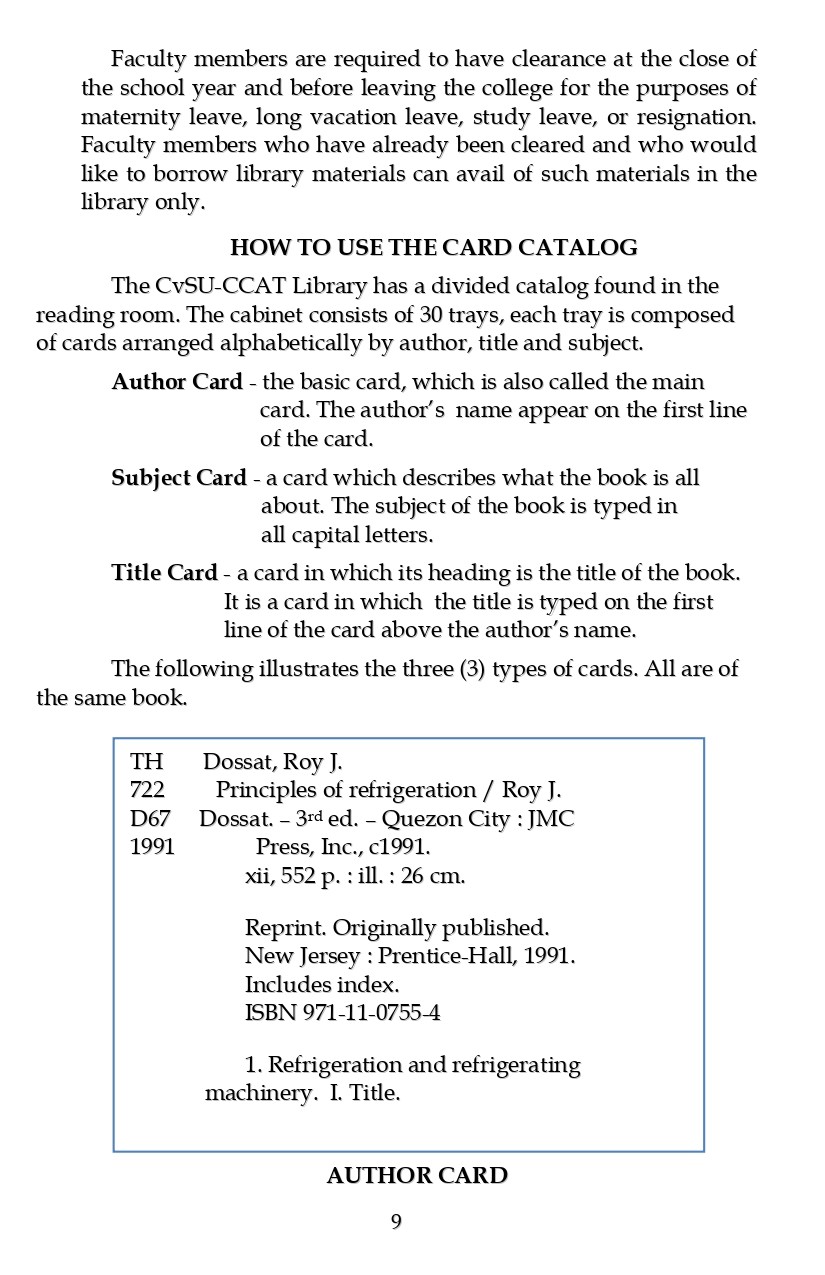 Faculty members are required to have clearance at the close of
the school year and before leaving the college for the purposes of
maternity leave, long vacation leave, study leave, or resignation.
Faculty members who have already been cleared and who would
like to borrow library materials can avail of such materials in the
library only.
HOW TO USE THE CARD CATALOG
The CvSU-CCAT Library has a divided catalog found in the
reading room. The cabinet consists of 30 trays, each tray is composed
of cards arranged alphabetically by author, title and subject.
Author Card - the basic card, which is also called the main
card. The author’s name appear on the first line
of the card.
Subject Card - a card which describes what the book is all
about. The subject of the book is typed in
all capital letters.
Title Card - a card in which its heading is the title of the book.
It is a card in which the title is typed on the first
line of the card above the author’s name.
The following illustrates the three (3) types of cards. All are of
the same book.
TH Dossat, Roy J.
722 Principles of refrigeration / Roy J.
D67 Dossat. – 3rd ed. – Quezon City : JMC
1991 Press, Inc., c1991.
xii, 552 p. : ill. : 26 cm.
Reprint. Originally published.
New Jersey : Prentice-Hall, 1991.
Includes index.
ISBN 971-11-0755-4
1. Refrigeration and refrigerating
machinery. I. Title.
AUTHOR CARD
9